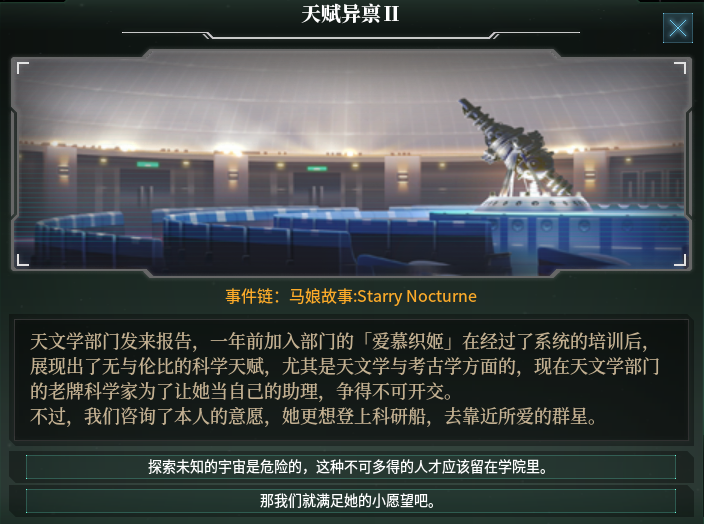 天赋异禀 II
事件链：马娘故事:Starry Nocturne
天文学部门发来报告，一年前加入部门的「爱慕织姬」在经过了系统的培训后，
展现出了无与伦比的科学天赋，尤其是天文学与考古学方面的，现在天文学部门
的老牌科学家为了让她当自己的助理，争得不可开交。
不过，我们咨询了本人的意愿，她更想登上科研船，去靠近所爱的群星。
探索未知的宇宙是危险的，这种不可多得的人才应该留在学院里。
那我们就满足她的小愿望吧。